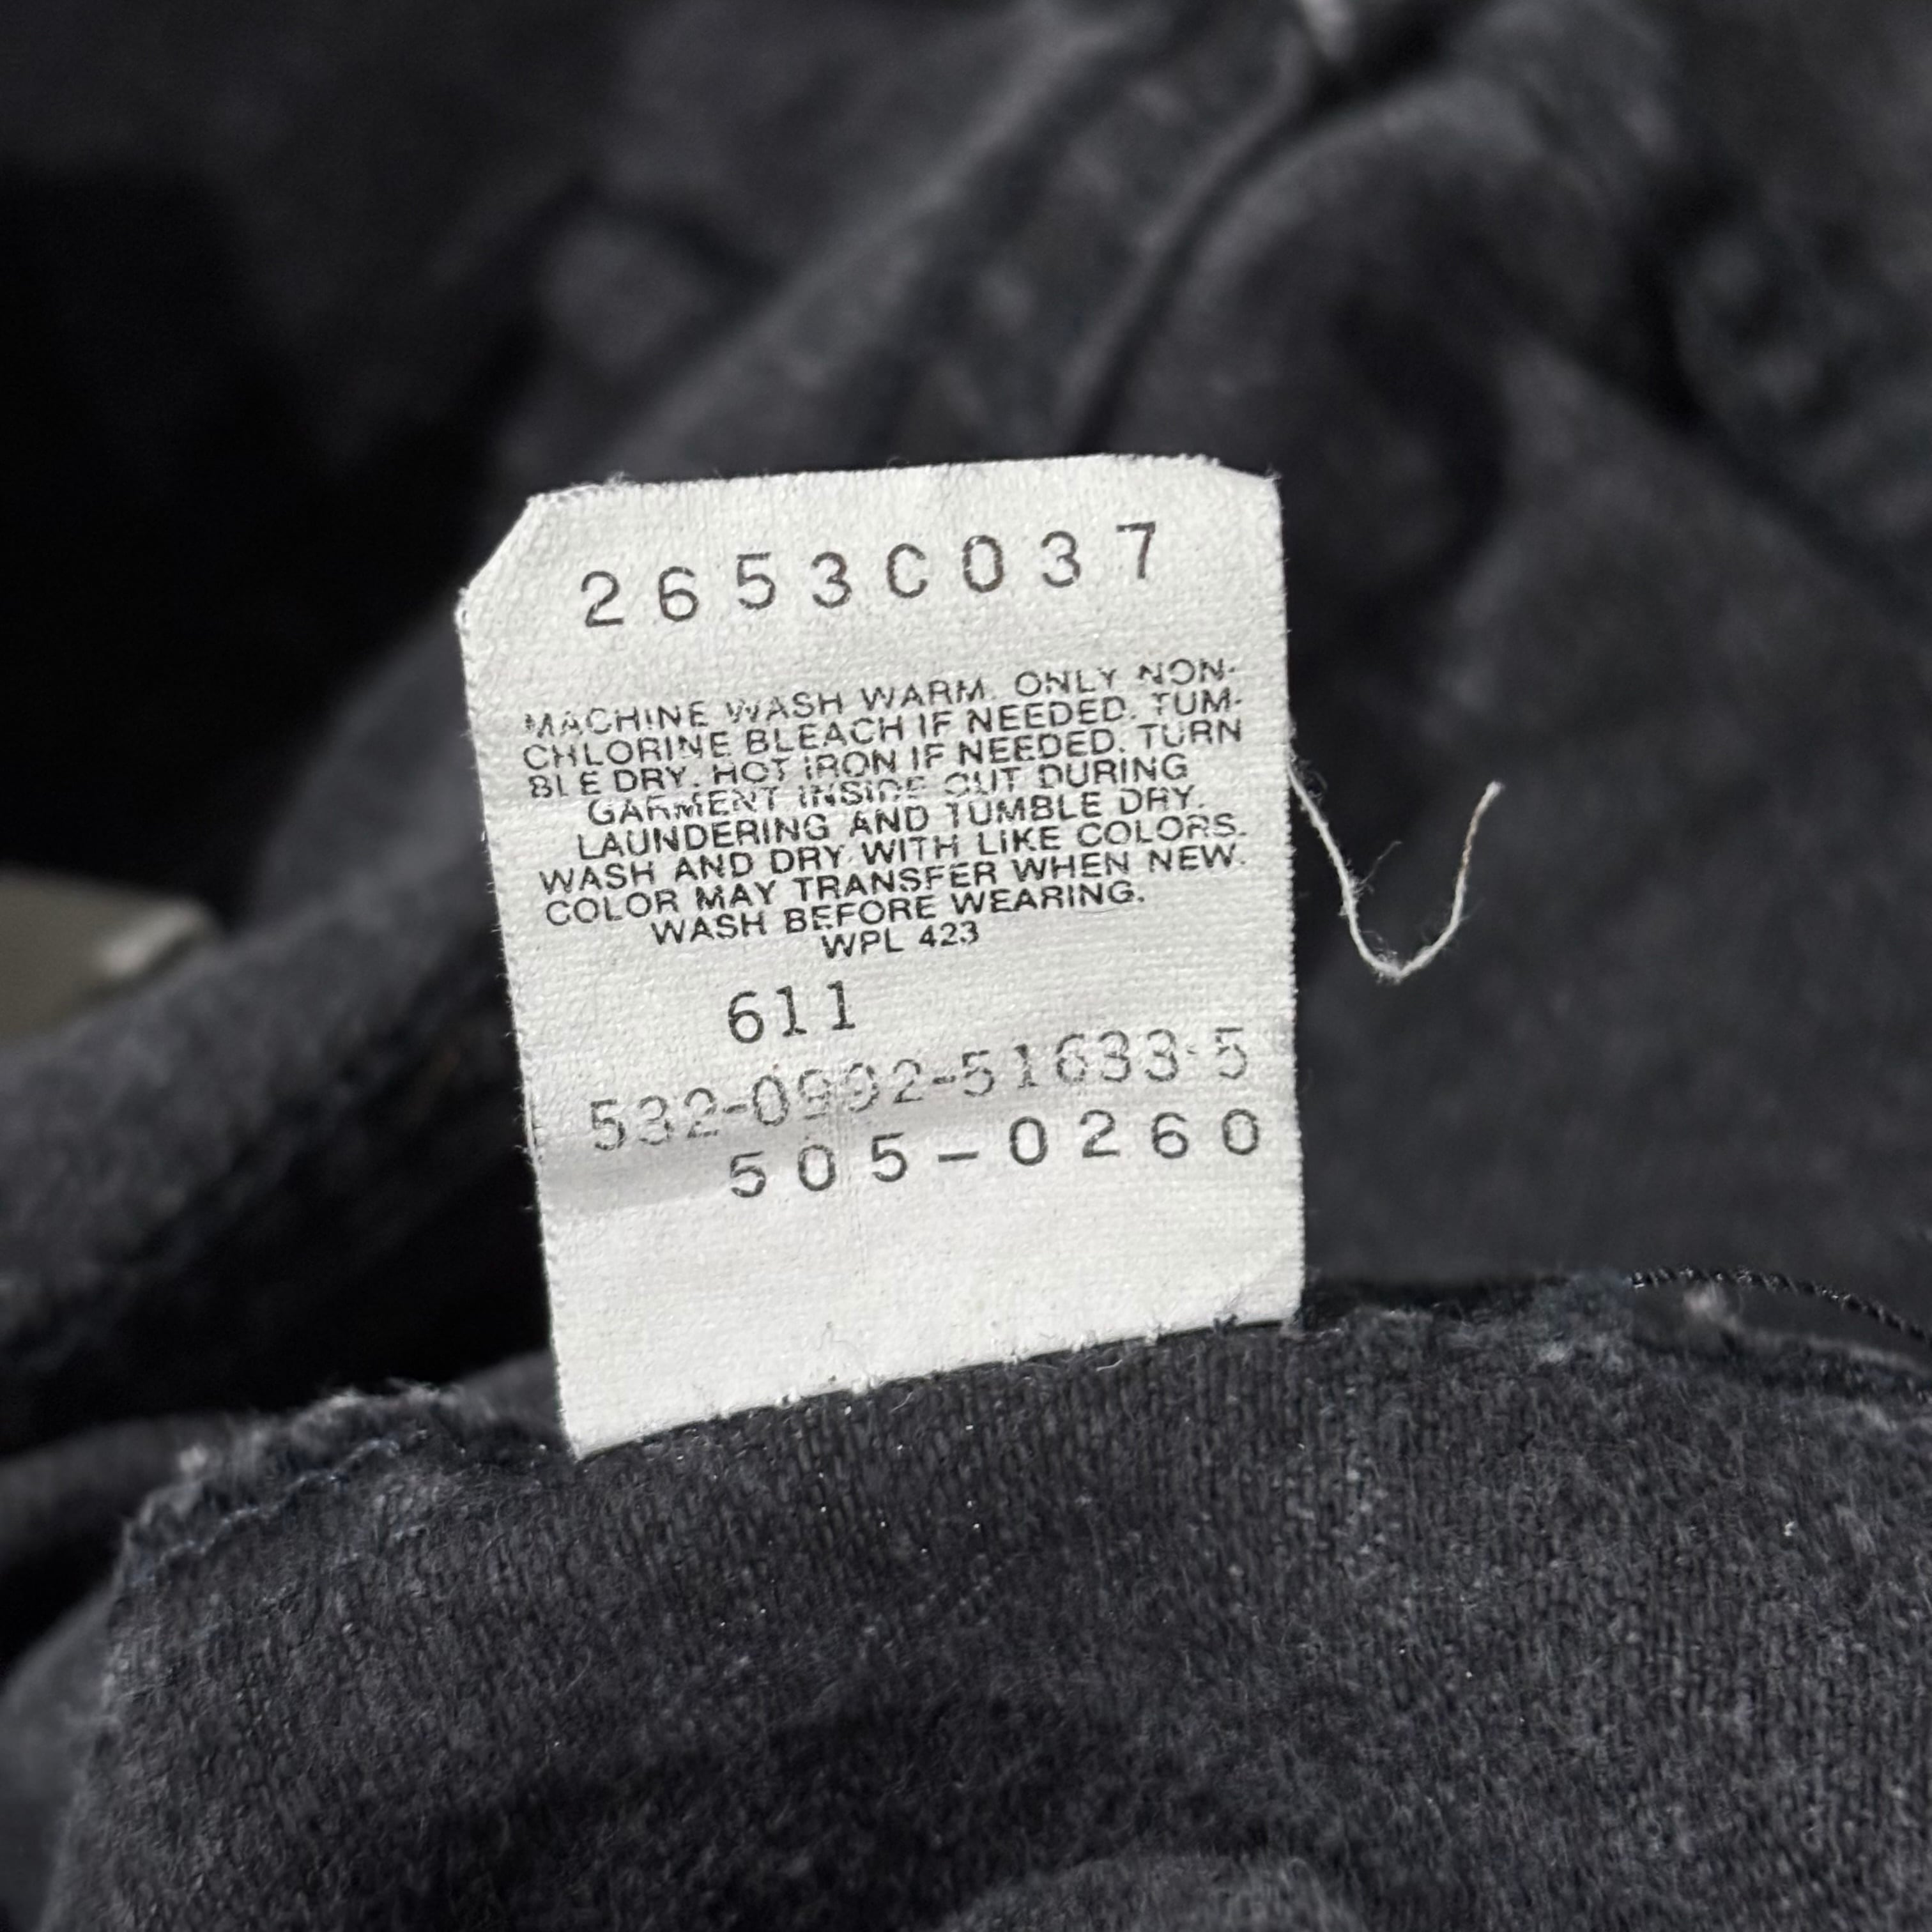 2653C037
MACHINE WASH WARM. ONLY NON-
CHLORINE BLEACH IF NEEDED. TUM-
BLE DRY. HOT IRON IF NEEDED. TURN
GARMENT INSIDE OUT DURING
LAUNDERING AND TUMBLE DRY.
WASH AND DRY WITH LIKE COLORS.
COLOR MAY TRANSFER WHEN NEW.
WASH BEFORE WEARING.
WPL 423
611
532-0992-51633-5
505-0260